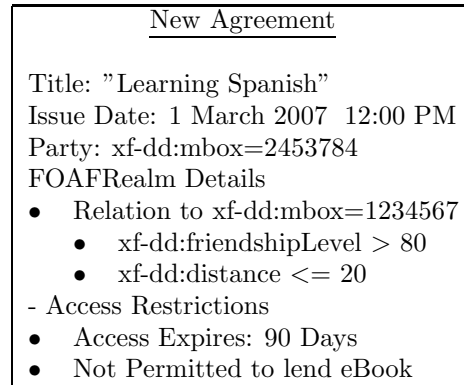 New Agreement
Title: ”Learning Spanish”
Issue Date: 1 March 2007 12:00 PM
Party: xf-dd:mbox=2453784
FOAFRealm Details
• Relation to xf-dd:mbox=1234567
• xf-dd:friendshipLevel > 80
• xf-dd:distance <= 20
- Access Restrictions
• Access Expires: 90 Days
• Not Permitted to lend eBook